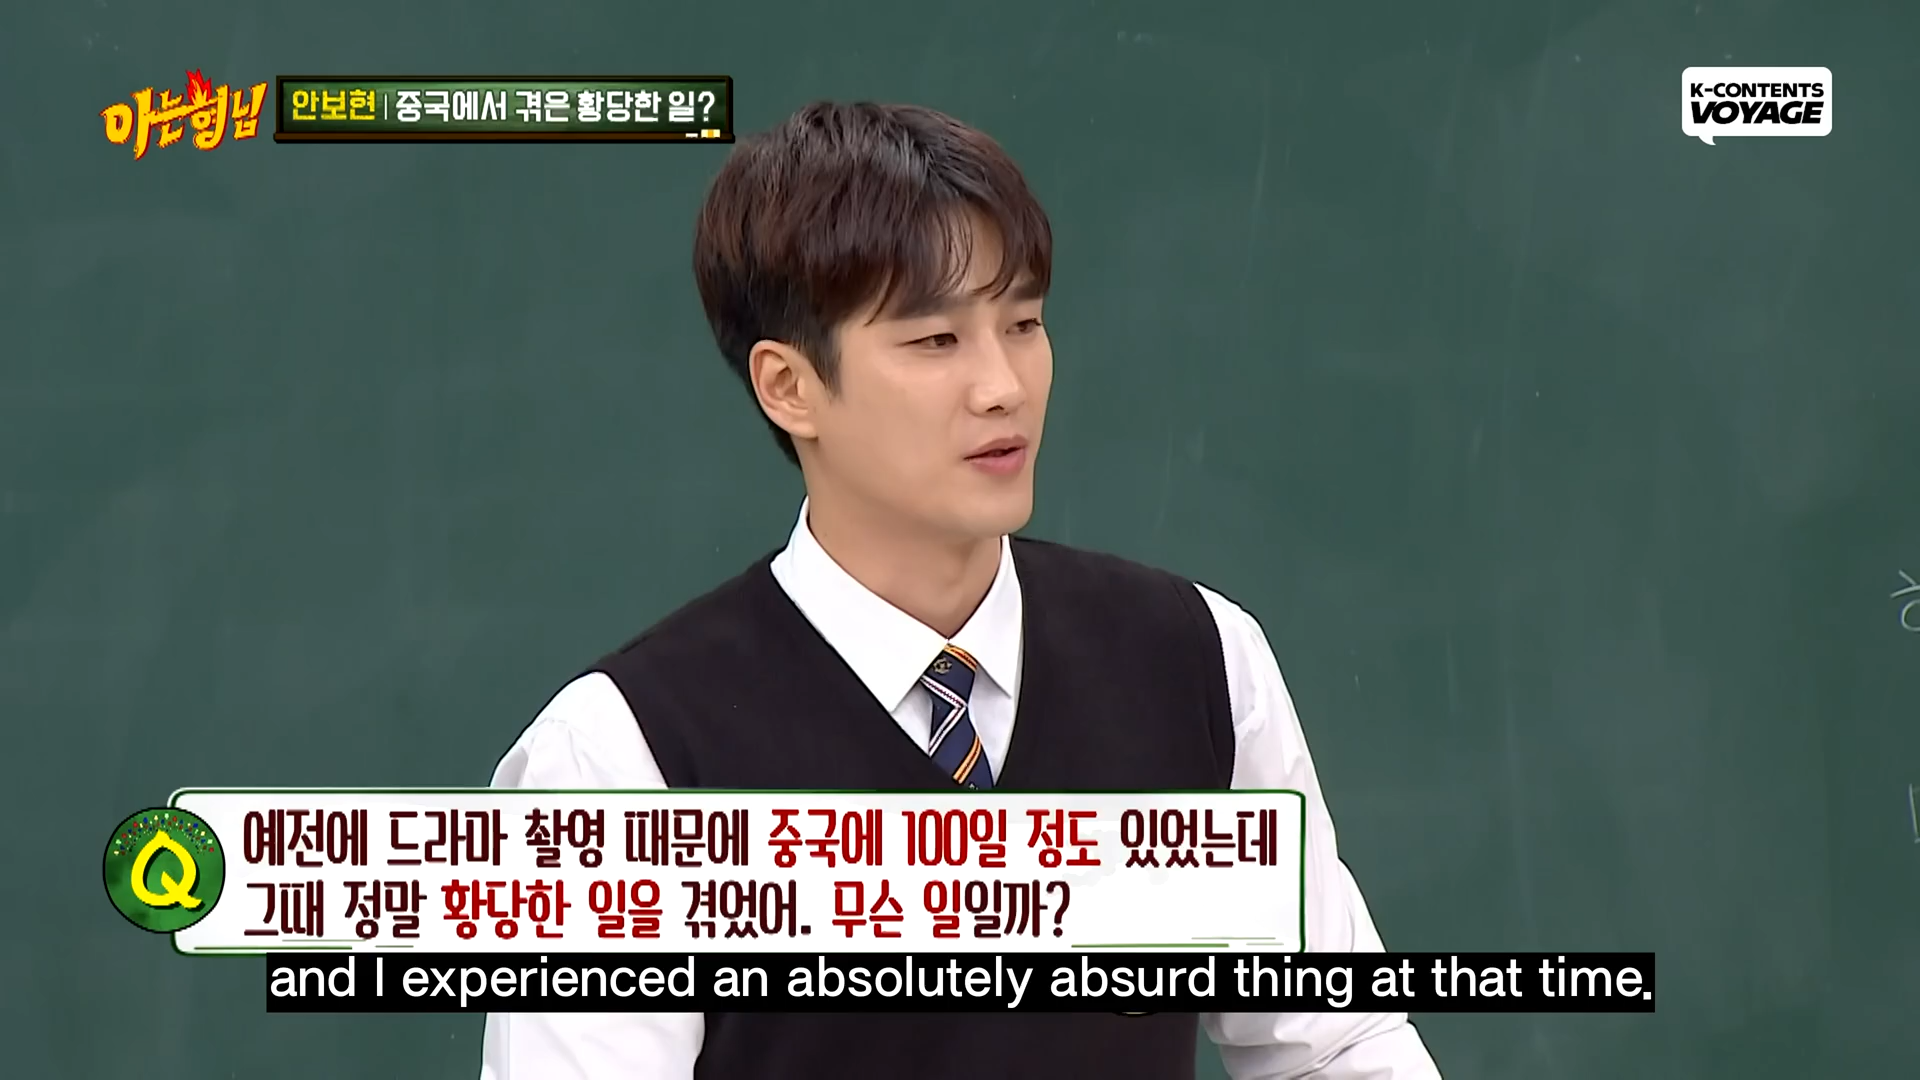 아는형님
안보현 | 중국에서 겪은 황당한 일?
K-CONTENTS
VOYAGE
Q
예전에 드라마 촬영 때문에 중국에 100일 정도 있었는데
그때 정말 황당한 일을 겪었어. 무슨 일일까?
and I experienced an absolutely absurd thing at that time.